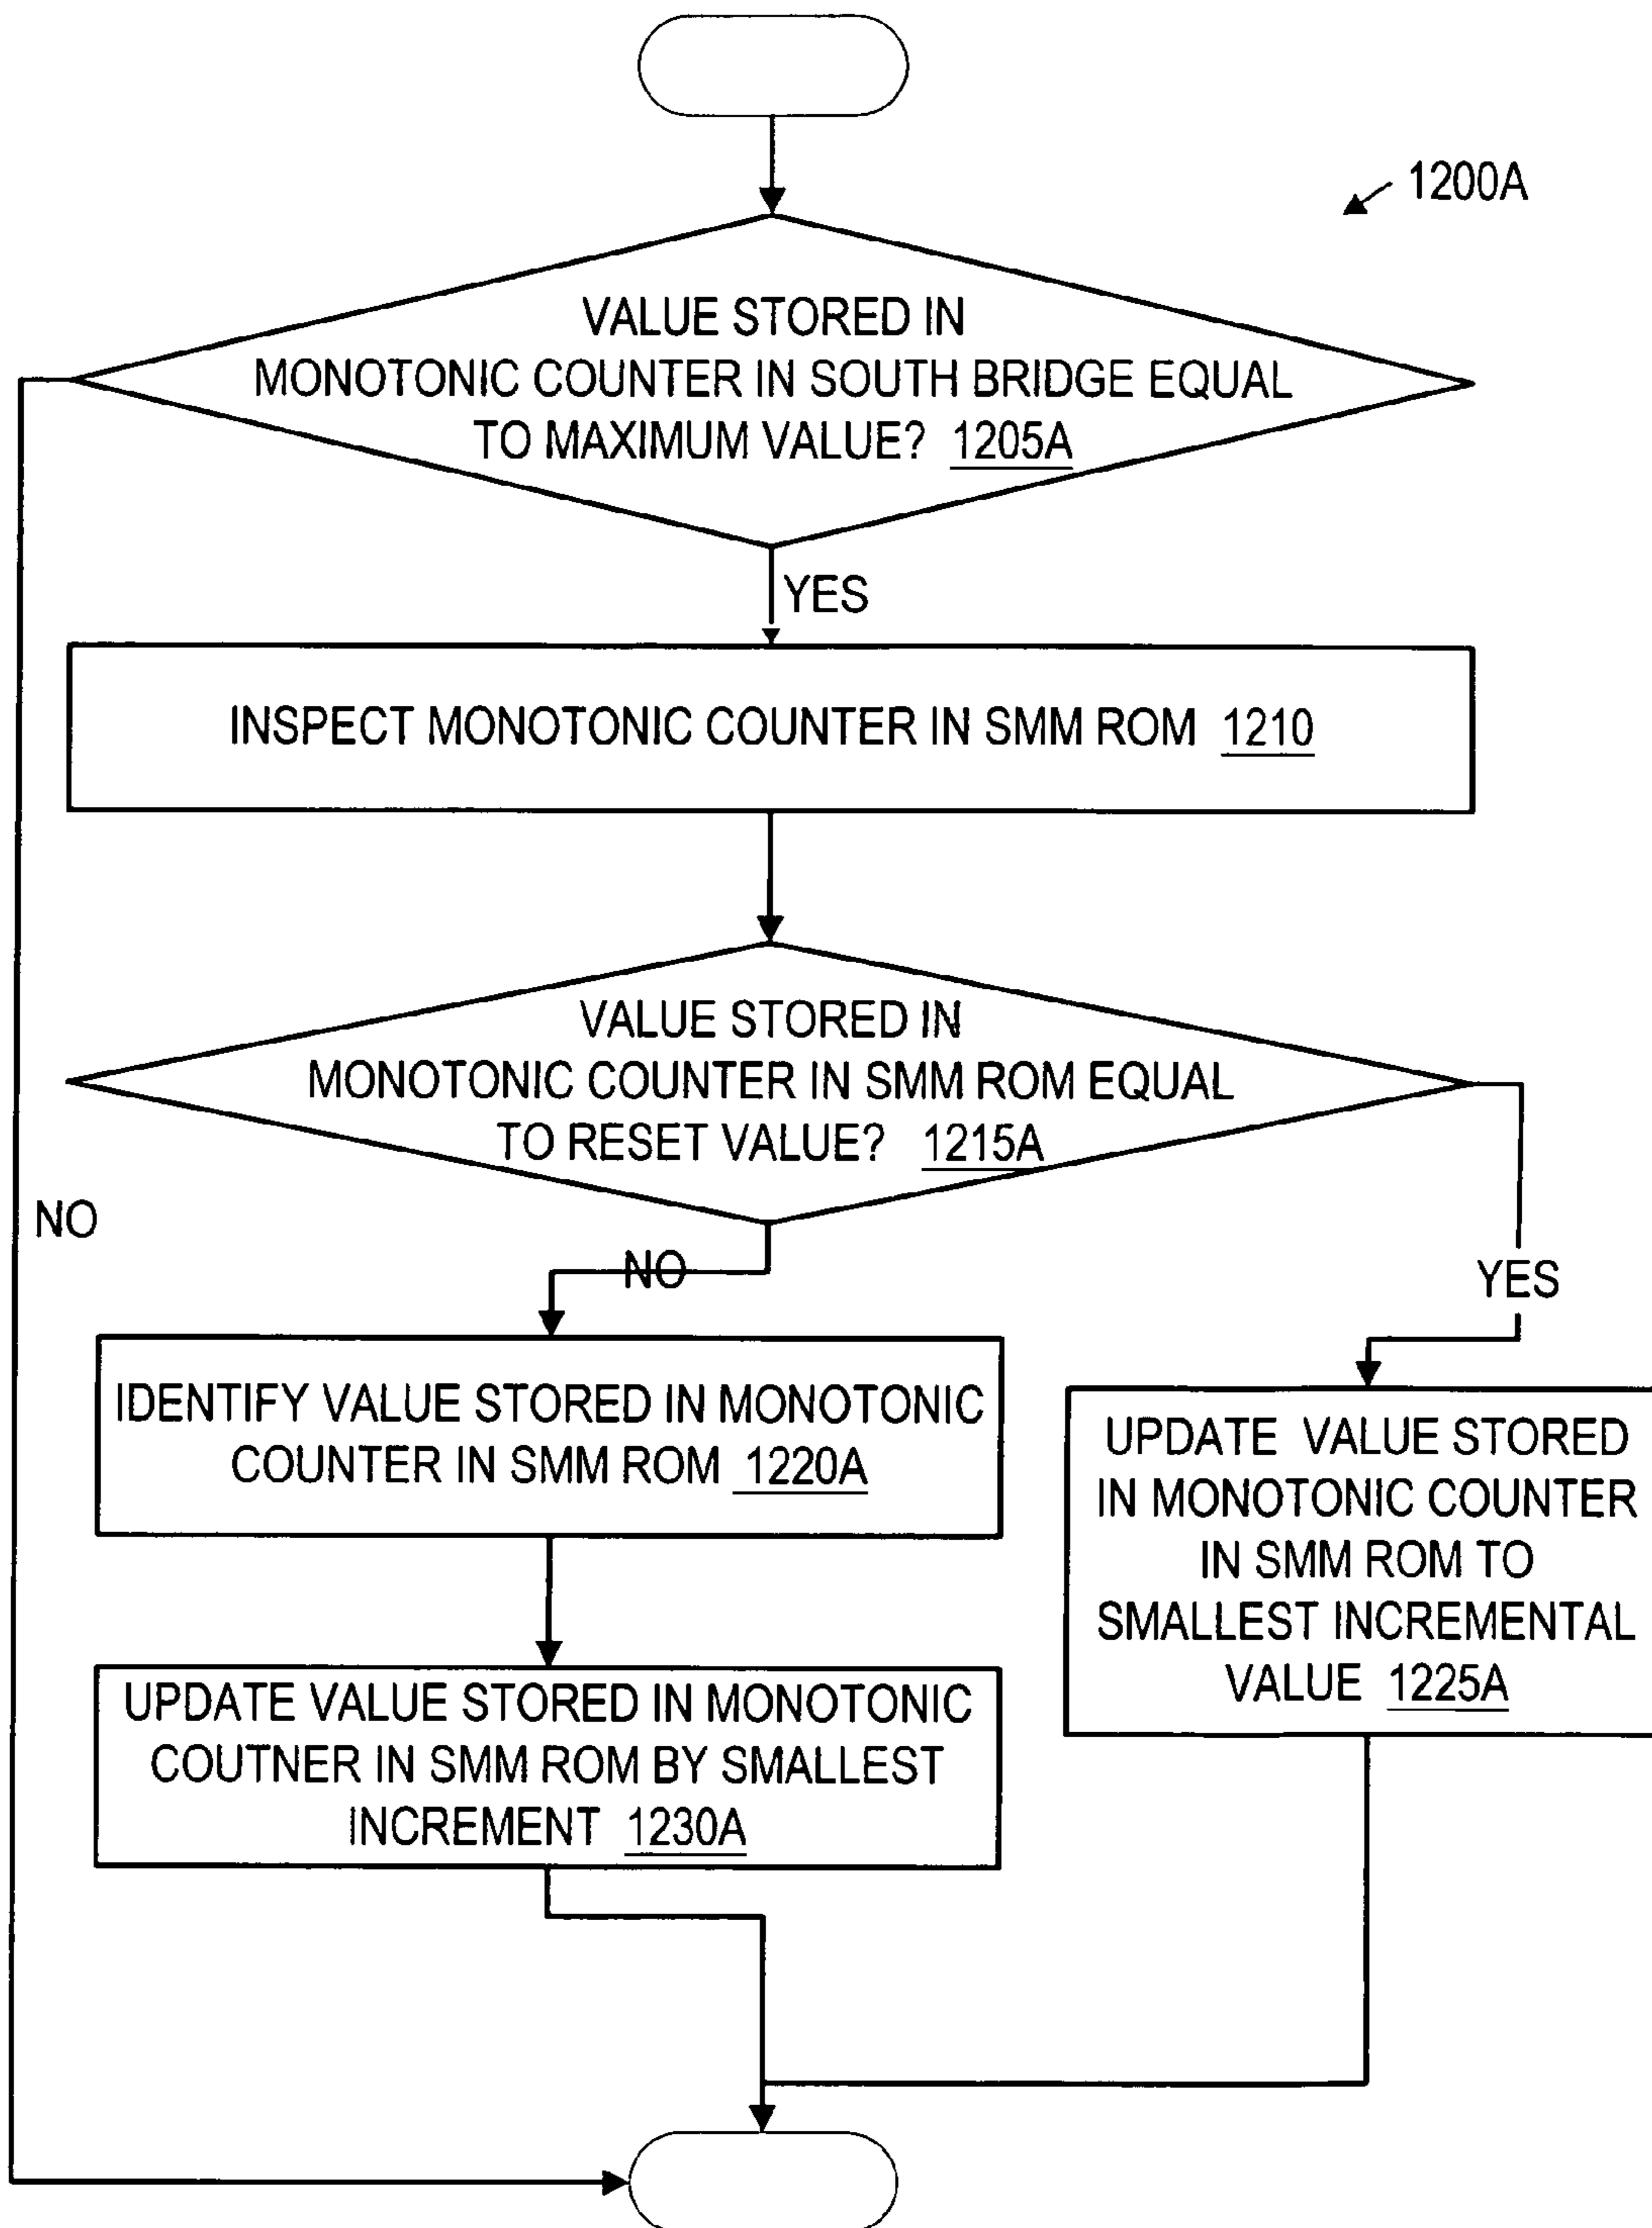 1200A
VALUE STORED IN
MONOTONIC COUNTER IN SOUTH BRIDGE EQUAL
TO MAXIMUM VALUE? 1205A
YES
INSPECT MONOTONIC COUNTER IN SMM ROM 1210
VALUE STORED IN
MONOTONIC COUNTER IN SMM ROM EQUAL
TO RESET VALUE? 1215A
NO
NO
YES
IDENTIFY VALUE STORED IN MONOTONIC
COUNTER IN SMM ROM 1220A
UPDATE VALUE STORED
IN MONOTONIC COUNTER
IN SMM ROM TO
SMALLEST INCREMENTAL
VALUE 1225A
UPDATE VALUE STORED IN MONOTONIC
COUTNER IN SMM ROM BY SMALLEST
INCREMENT 1230A